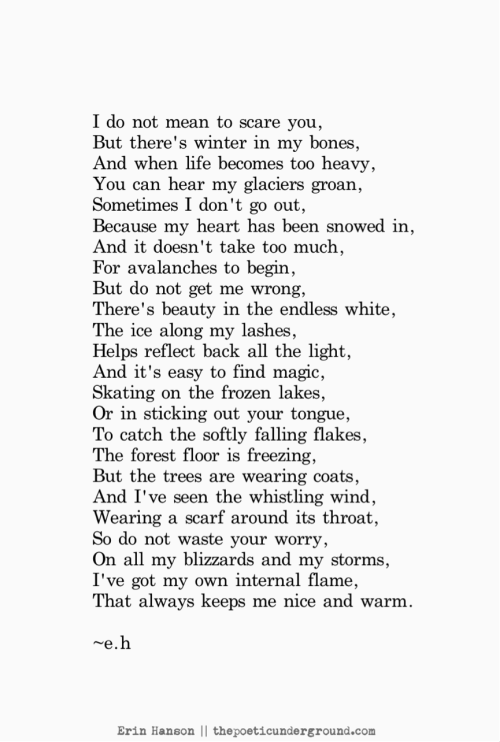 I do not mean to scare you,
But there's winter in my bones,
And when life becomes too heavy,
You can hear my glaciers groan,
Sometimes I don't go out,
Because my heart has been snowed in,
And it doesn't take too much,
For avalanches to begin,
But do not get me wrong,
There's beauty in the endless white,
The ice along my lashes,
Helps reflect back all the light,
And it's easy to find magic,
Skating on the frozen lakes,
Or in sticking out your tongue,
To catch the softly falling flakes,
The forest floor is freezing,
But the trees are wearing coats,
And I've seen the whistling wind,
Wearing a scarf around its throat,
So do not waste your worry,
On all my blizzards and my storms,
I've got my own internal flame,
That always keeps me nice and warm.
~e.h
Erin Hanson || thepoeticunderground.com